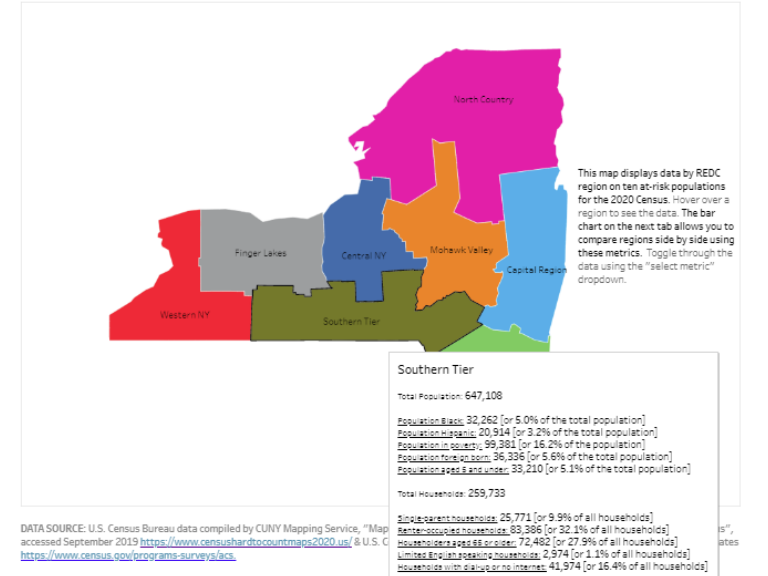 North Country
This map displays data by REDC
region on ten at-risk populations
for the 2020 Census. Hover over a
region to see the data. The bar
chart on the next tab allows you to
compare regions side by side using
these metrics. Toggle through the
data using the "select metric"
dropdown.
Finger Lakes
Central NY
Mohawk Valley
Capital Region
Western NY
Southern Tier
Southern Tier
Total Population: 647,108
Population Black: 32,262 [or 5.0% of the total population]
Population Hispanic: 20,914 [or 3.2% of the total population]
Population in poverty: 99,381 [or 16.2% of the population]
Population foreign born: 36,336 [or 5.6% of the total population]
Population aged 5 and under: 33,210 [or 5.1% of the total population]
Total Households: 259,733
Single-parent households: 25,771 [or 9.9% of all households]
Renter-occupied households: 83,386 [or 32.1% of all households]
Householders aged 65 or older: 72,482 [or 27.9% of all households]
Limited English speaking households: 2,974 [or 1.1% of all households]
Households with dial-up or no internet: 41,974 [or 16.4% of all households]
DATA SOURCE: U.S. Census Bureau data compiled by CUNY Mapping Service, "Map us",
accessed September 2019 https://www.censushardtocountmaps2020.us/ & U.S. C ates
https://www.census.gov/programs-surveys/acs.